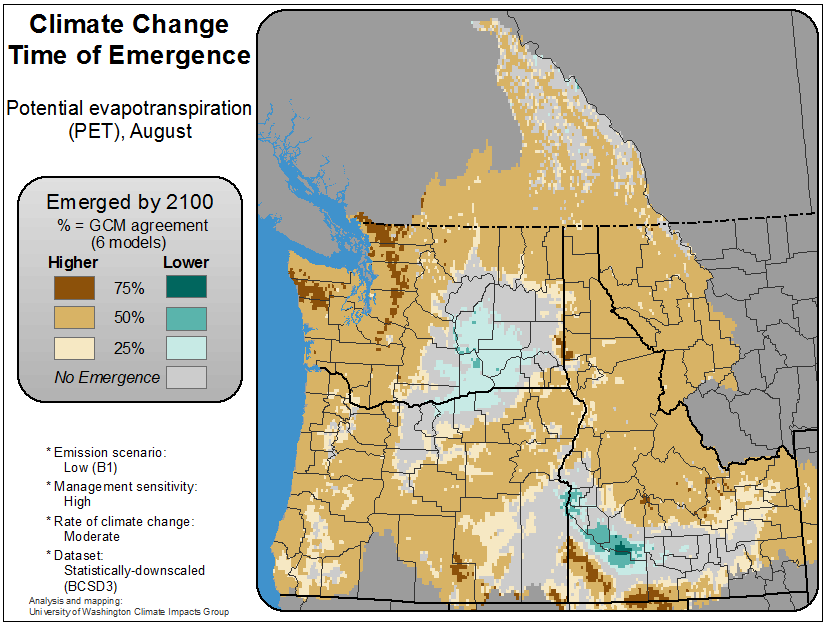 Climate Change
Time of Emergence
Potential evapotranspiration
(PET), August
Emerged by 2100
% = GCM agreement
(6 models)
Higher Lower
75%
50%
25%
No Emergence
* Emission scenario:
Low (B1)
* Management sensitivity:
High
* Rate of climate change:
Moderate
* Dataset:
Statistically-downscaled
(BCSD3)
Analysis and mapping:
University of Washington Climate Impacts Group